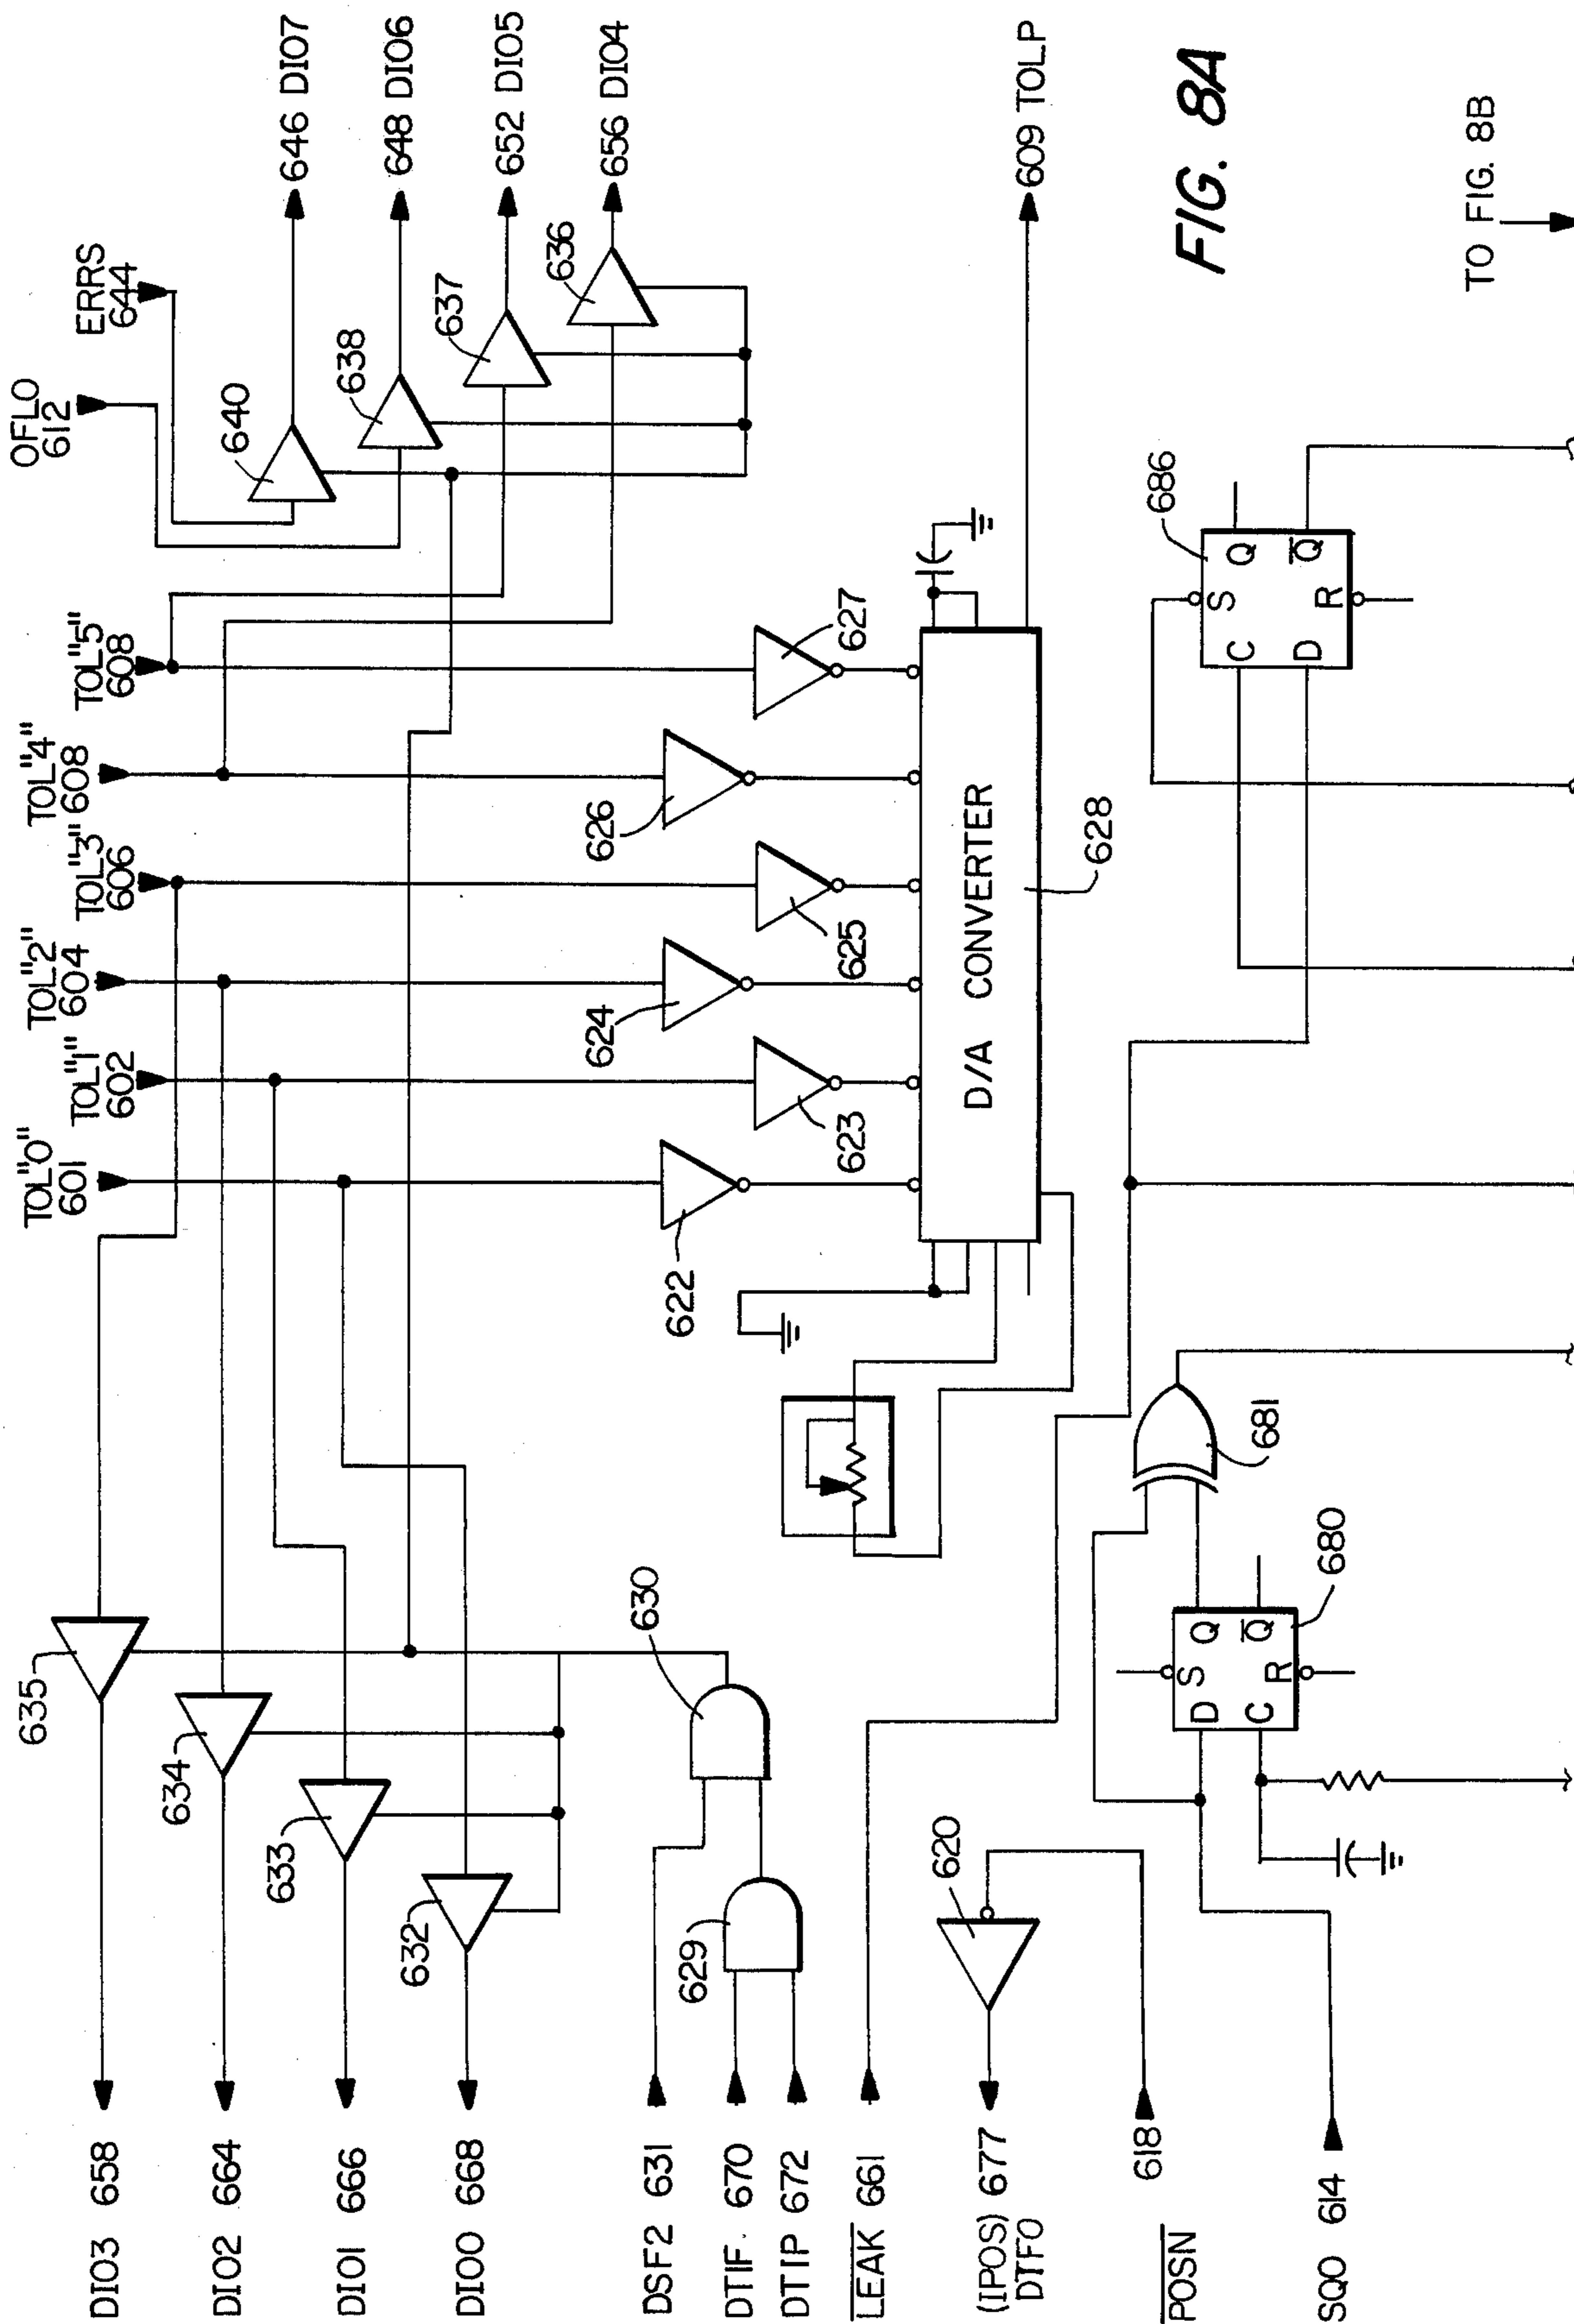 OFLO
612
ERRS
644
TOL"0"
601
TOL"1"
602
TOL"2"
604
TOL"3"
606
TOL"4"
608
TOL"5"
608
640
646 DIO7
638
648 DIO6
637
652 DIO5
636
656 DIO4
635
634
633
632
DIO3 658
DIO2 664
DIO1 666
DIO0 668
622
623
624
625
626
627
D/A CONVERTER
628
609 TOLP
630
629
DSF2 631
DTIF 670
DTIP 672
LEAK 661
620
(IPOS) 677
DTFO
618
POSN
SQO 614
D
S
Q
C
R
Q
680
681
C
S
Q
D
R
Q
686
FIG. 8A
TO FIG. 8B